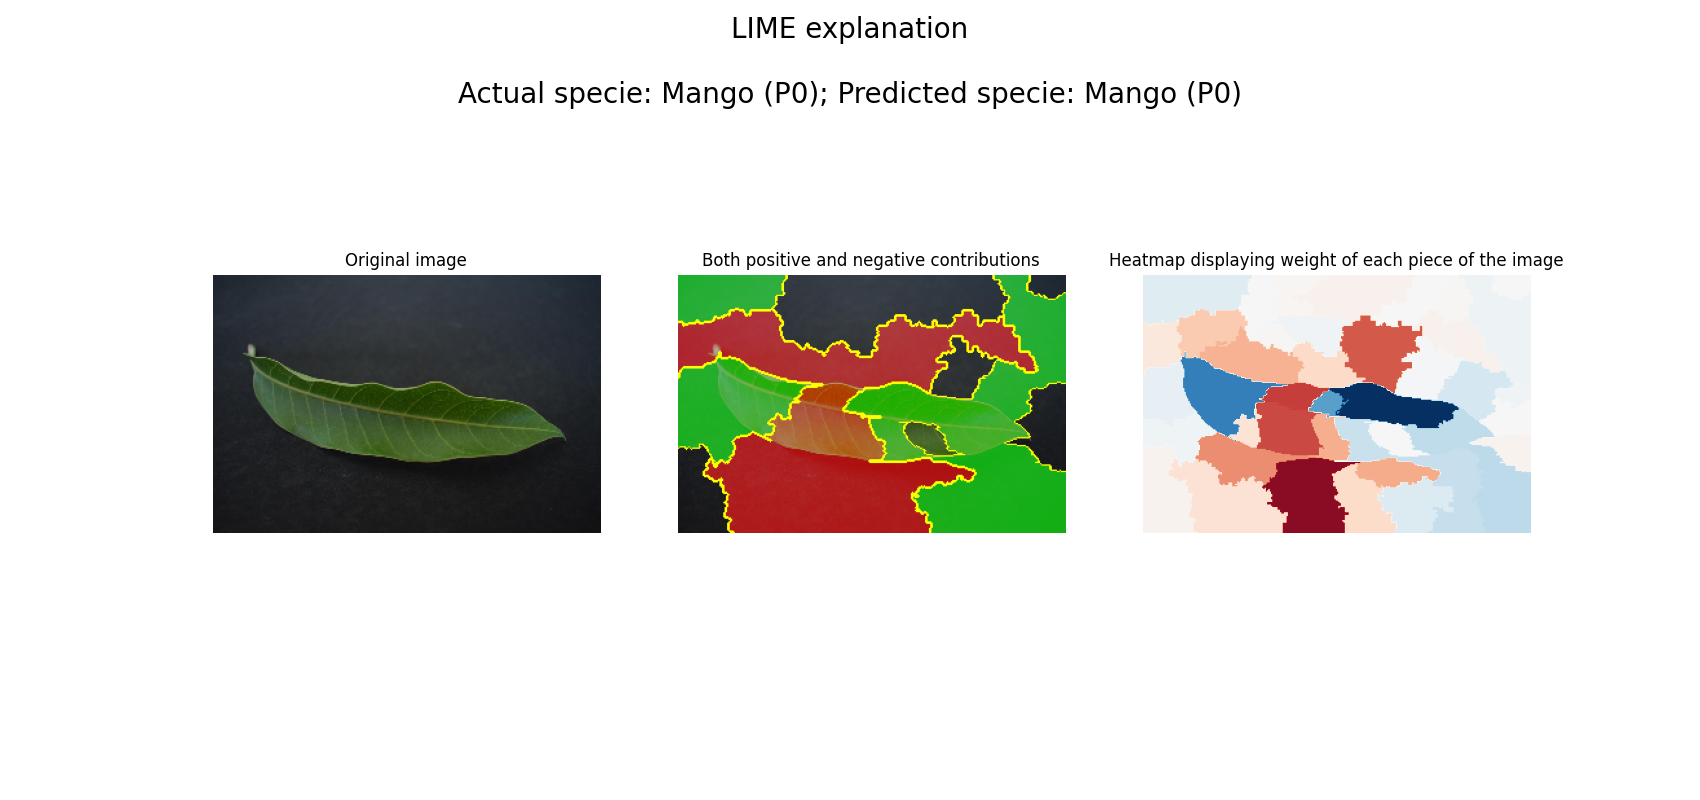 LIME explanation
Actual specie: Mango (P0); Predicted specie: Mango (P0)
Original image
Both positive and negative contributions
Heatmap displaying weight of each piece of the image